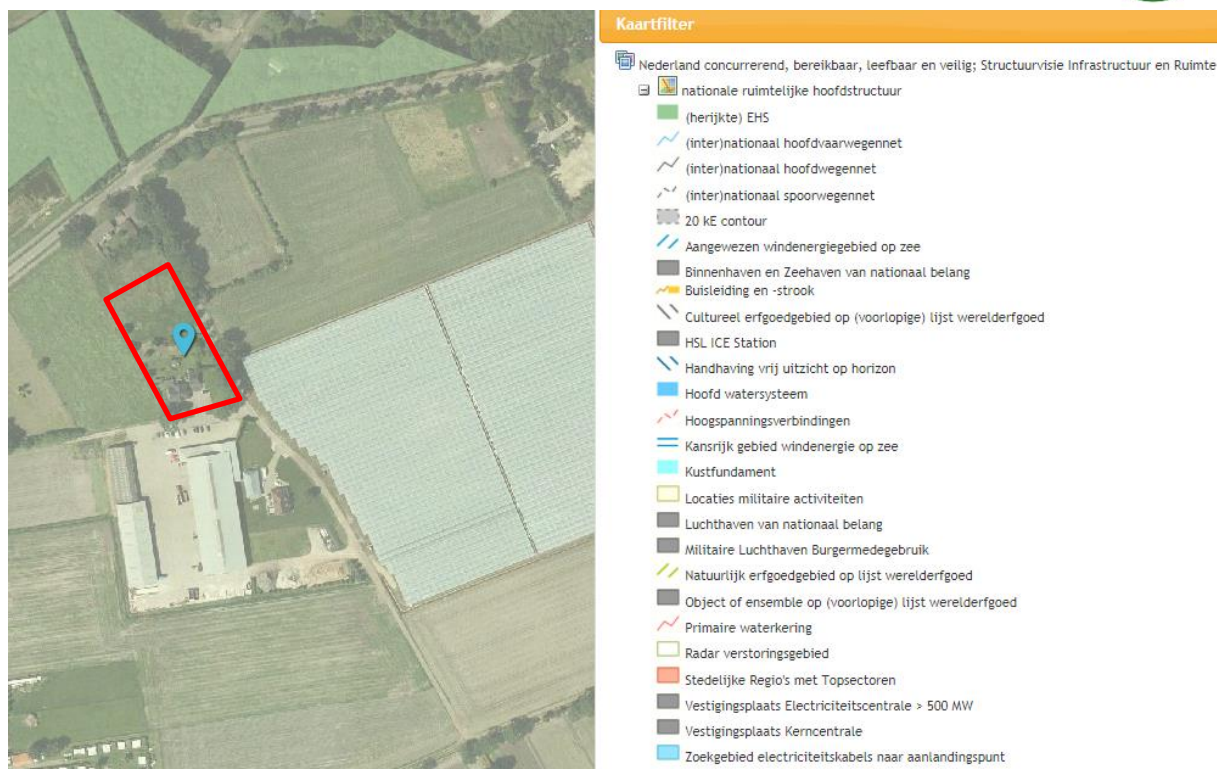 Kaartfilter
Nederland concurrerend, bereikbaar, leefbaar en veilig; Structuurvisie Infrastructuur en Ruimte
nationale ruimtelijke hoofdstructuur
(herijkte) EHS
(inter)nationaal hoofdvaarwegennet
(inter)nationaal hoofdwegennet
(inter)nationaal spoorwegennet
20 kE contour
Aangewezen windenergiegebied op zee
Binnenhaven en Zeehaven van nationaal belang
Buisleiding en -strook
Cultureel erfgoedgebied op (voorlopige) lijst werelderfgoed
HSL ICE Station
Handhaving vrij uitzicht op horizon
Hoofd watersysteem
Hoogspanningsverbindingen
Kansrijk gebied windenergie op zee
Kustfundament
Locaties militaire activiteiten
Luchthaven van nationaal belang
Militaire Luchthaven Burgermedegebruik
Natuurlijk erfgoedgebied op lijst werelderfgoed
Object of ensemble op (voorlopige) lijst werelderfgoed
Primaire waterkering
Radar verstoringsgebied
Stedelijke Regio's met Topsectoren
Vestigingsplaats Electriciteitscentrale > 500 MW
Vestigingsplaats Kerncentrale
Zoekgebied electriciteitskabels naar aanlandingspunt